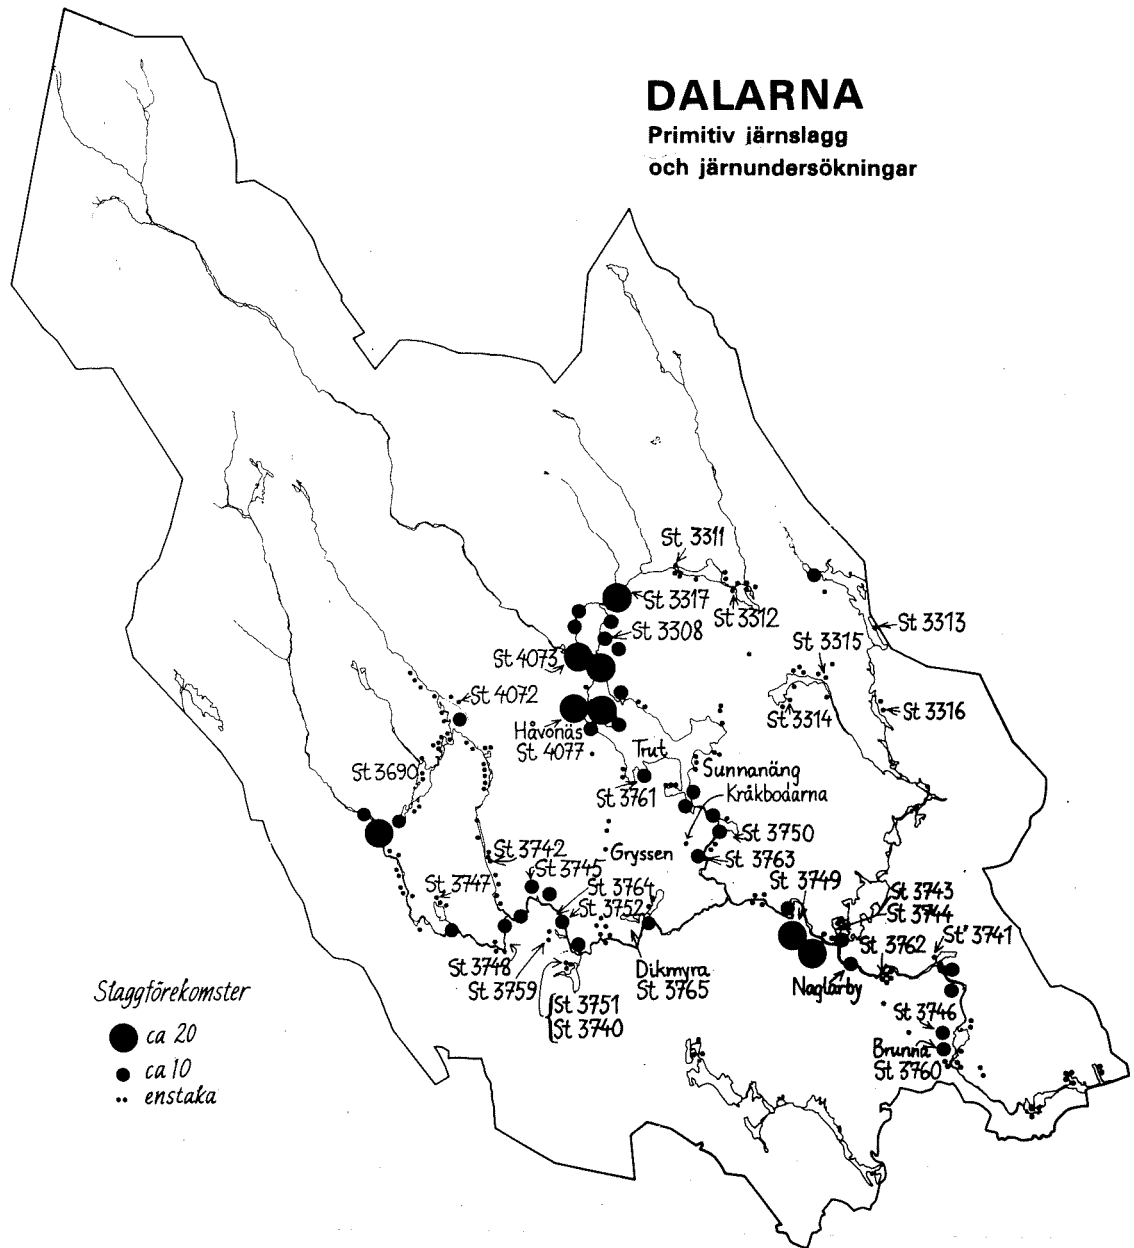 DALARNA
Primitiv järnslagg
och järnundersökningar
St 3311
St 3317
St 3312
St 3308
St 3313
St 3315
St 4073
St 4072
St 3314
St 3316
Håvonäs
St 4077
Trut
St 3690
St 3761
Sunnanäng
Kråkbodarna
St 3750
Gryssen
St 3763
St 3742
St 3745
St 3747
St 3764
St 3752
St 3749
St 3743
St 3744
St 3762
St 3741
St 3748
St 3759
Dikmyra
St 3765
Naglarby
St 3751
St 3740
St 3746
Brunna
St 3760
Slaggförekomster
ca 20
ca 10
enstaka